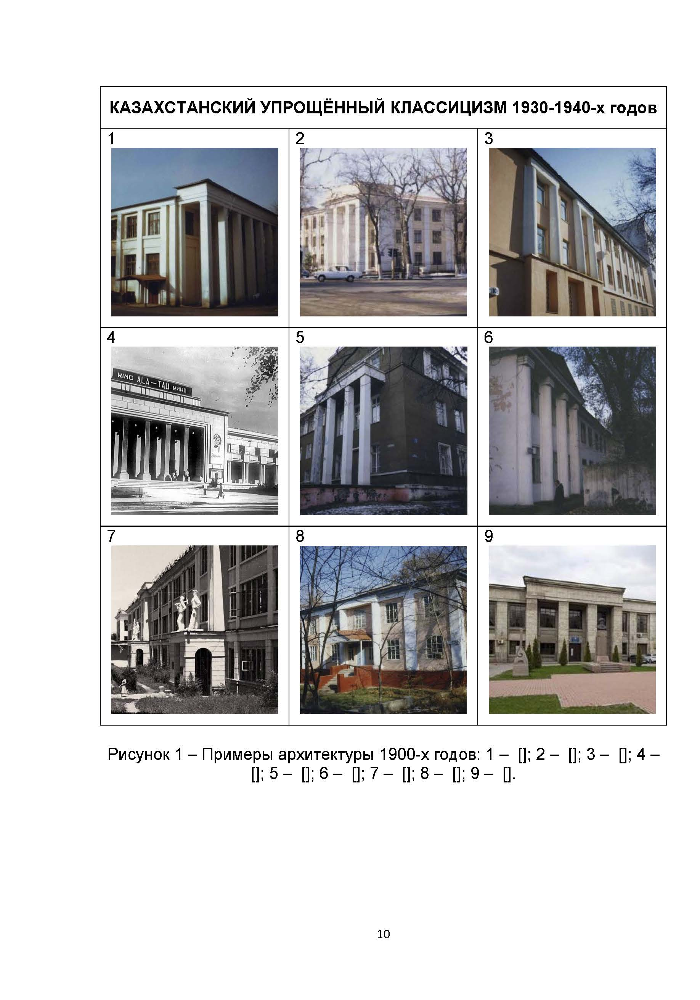 КАЗАХСТАНСКИЙ УПРОЩЁННЫЙ КЛАССИЦИЗМ 1930-1940-х годов
1
2
3
4
KINO ALA-TAU КИНО
5
6
7
8
9
Рисунок 1 – Примеры архитектуры 1900-х годов: 1 – []; 2 – []; 3 – []; 4 –
[]; 5 – []; 6 – []; 7 – []; 8 – []; 9 – [].
10